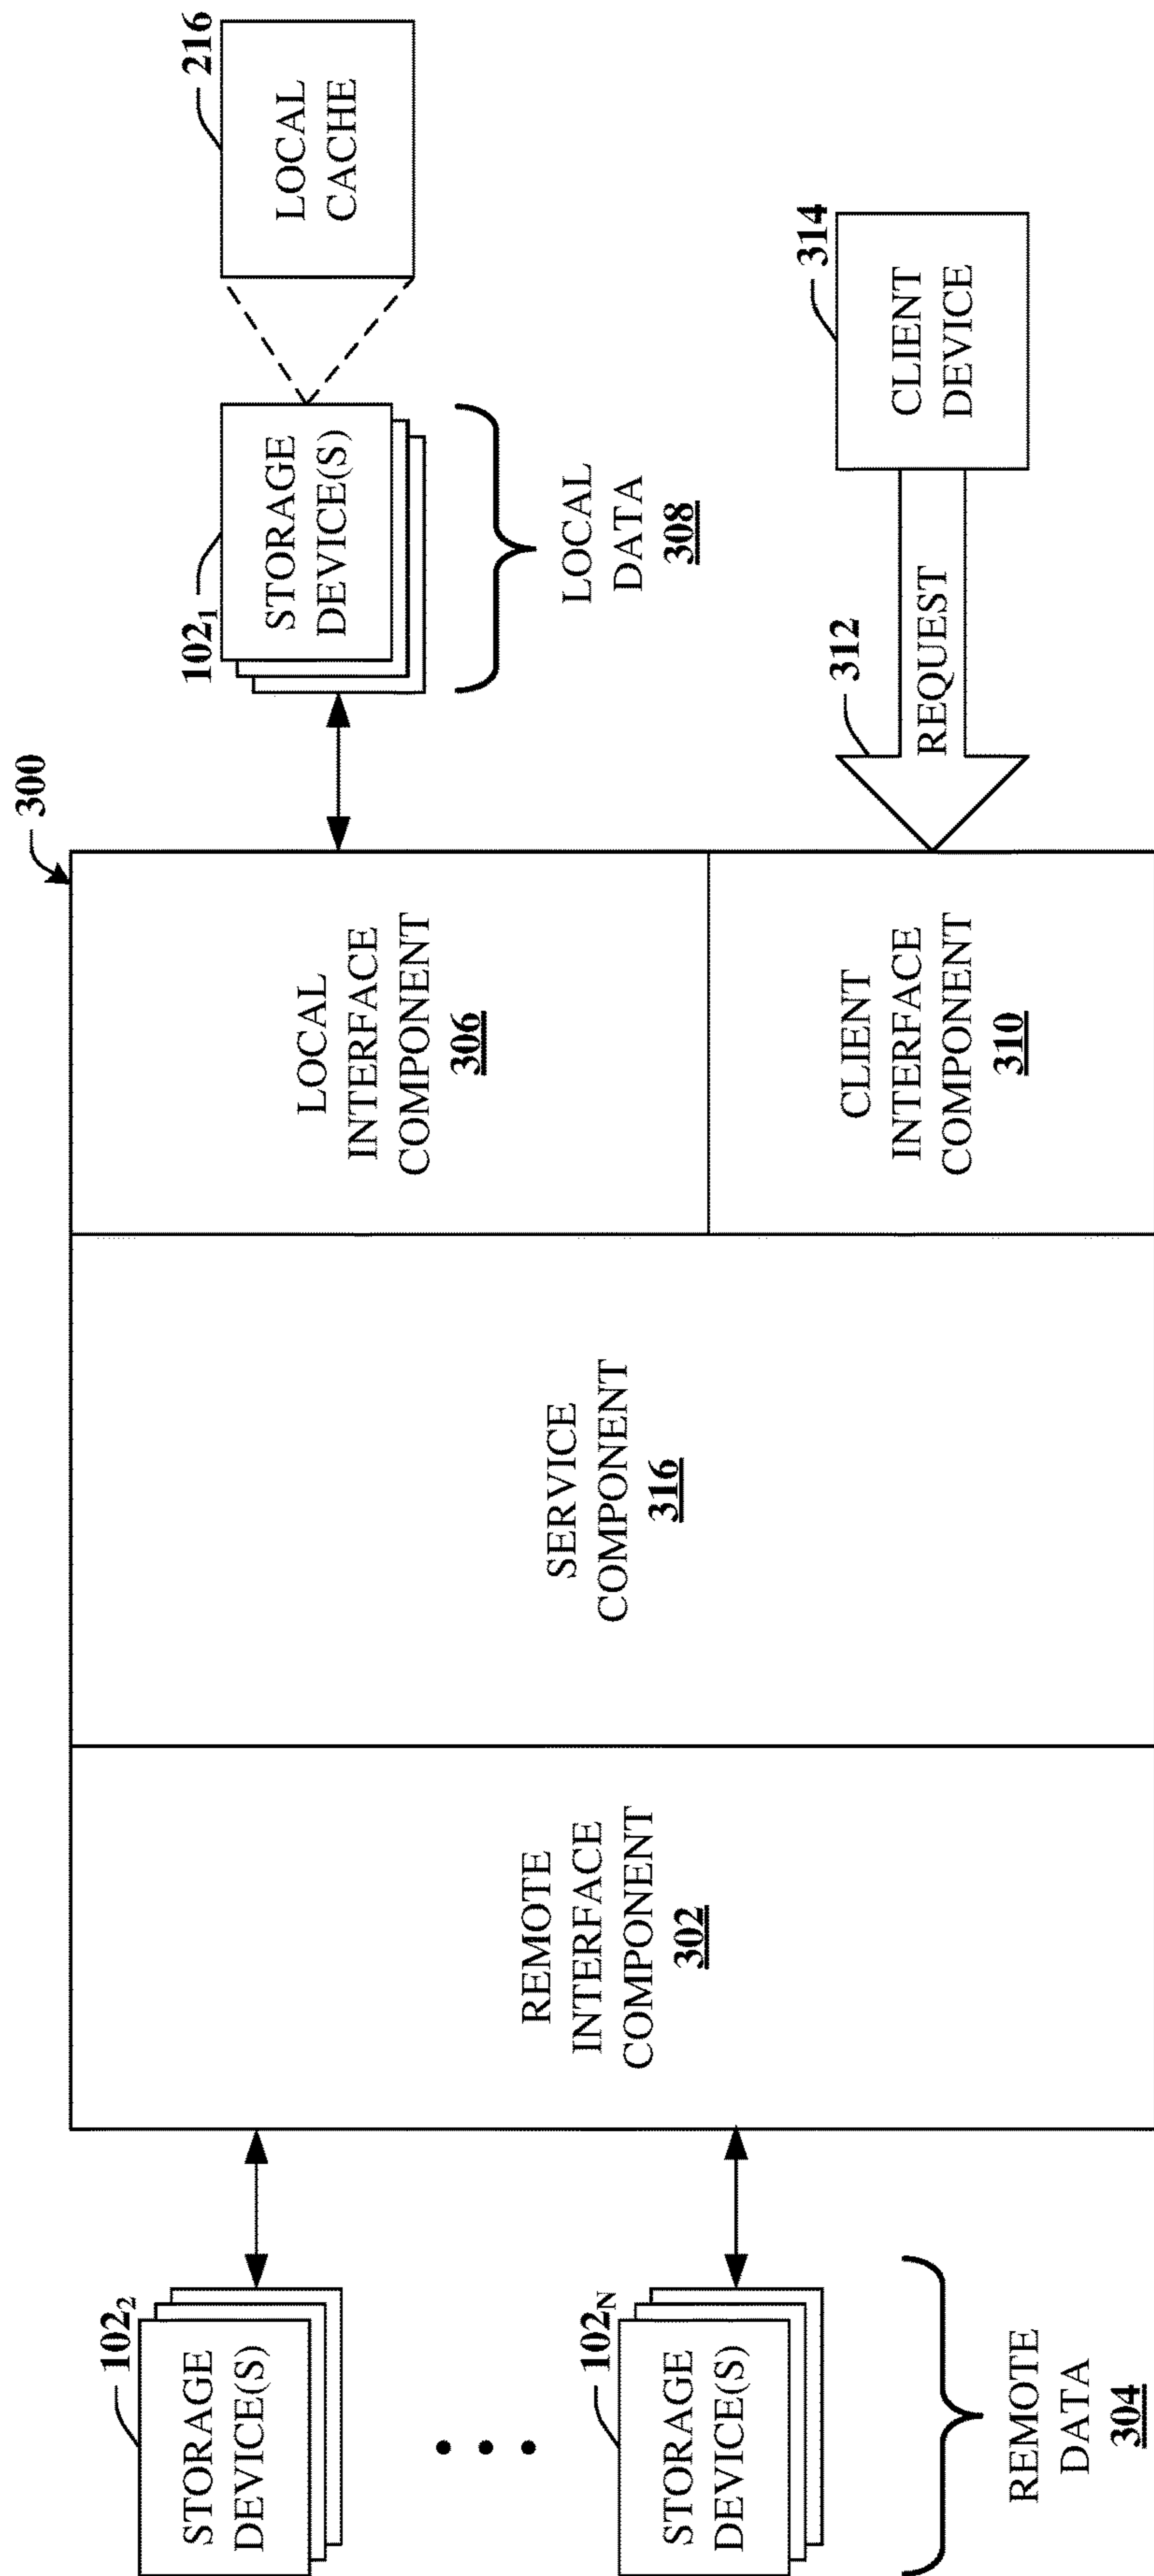 300
102₂
STORAGE
DEVICE(S)
102N
STORAGE
DEVICE(S)
REMOTE
DATA
304
REMOTE
INTERFACE
COMPONENT
302
SERVICE
COMPONENT
316
LOCAL
INTERFACE
COMPONENT
306
CLIENT
INTERFACE
COMPONENT
310
102₁
STORAGE
DEVICE(S)
LOCAL
DATA
308
216
LOCAL
CACHE
312
REQUEST
314
CLIENT
DEVICE